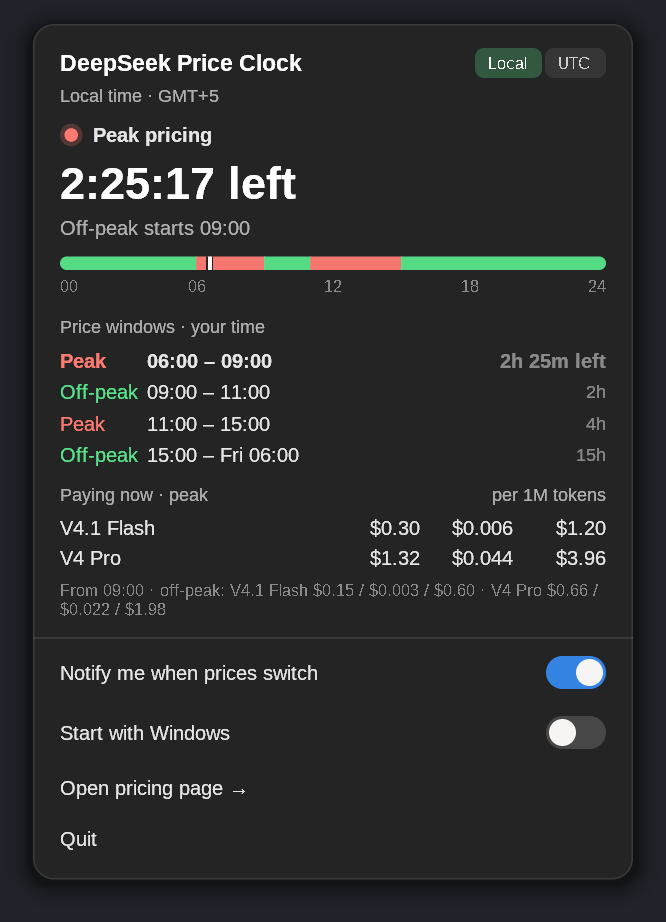 DeepSeek Price Clock Local UTC
Local time · GMT+5
Peak pricing
2:25:17 left
Off-peak starts 09:00
00 06 12 18 24
Price windows · your time
Peak 06:00 – 09:00 2h 25m left
Off-peak 09:00 – 11:00 2h
Peak 11:00 – 15:00 4h
Off-peak 15:00 – Fri 06:00 15h
Paying now · peak per 1M tokens
V4.1 Flash $0.30 $0.006 $1.20
V4 Pro $1.32 $0.044 $3.96
From 09:00 · off-peak: V4.1 Flash $0.15 / $0.003 / $0.60 · V4 Pro $0.66 /
$0.022 / $1.98
Notify me when prices switch
Start with Windows
Open pricing page →
Quit